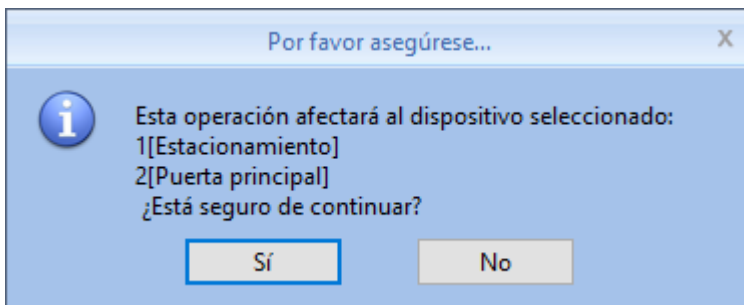 Por favor asegúrese...
X
Esta operación afectará al dispositivo seleccionado:
1[Estacionamiento]
2[Puerta principal]
¿Está seguro de continuar?
Sí
No